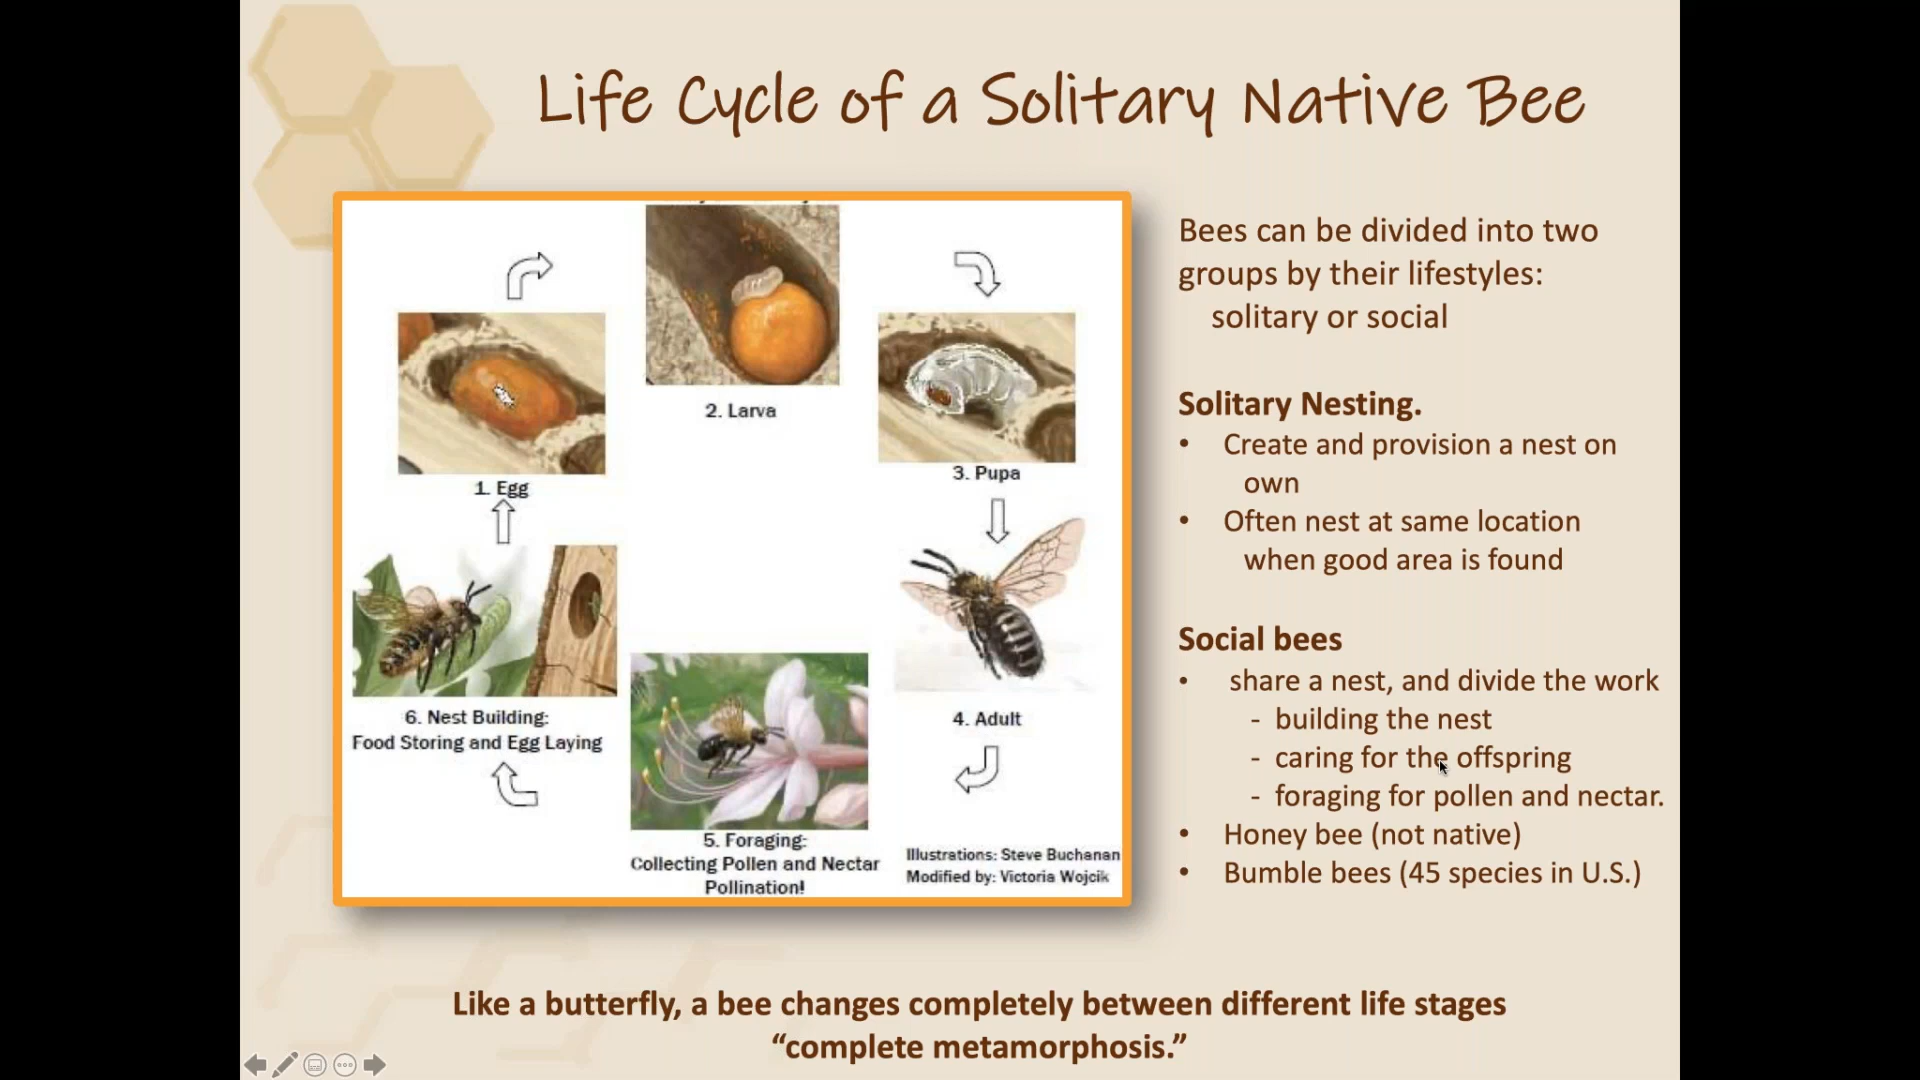 Life Cycle of a Solitary Native Bee
2. Larva
1. Egg
3. Pupa
6. Nest Building:
Food Storing and Egg Laying
4. Adult
5. Foraging:
Collecting Pollen and Nectar
Pollination!
Illustrations: Steve Buchanan
Modified by: Victoria Wojcik
Bees can be divided into two
groups by their lifestyles:
solitary or social
Solitary Nesting.
• Create and provision a nest on
own
• Often nest at same location
when good area is found
Social bees
• share a nest, and divide the work
- building the nest
- caring for the offspring
- foraging for pollen and nectar.
• Honey bee (not native)
• Bumble bees (45 species in U.S.)
Like a butterfly, a bee changes completely between different life stages
“complete metamorphosis.”